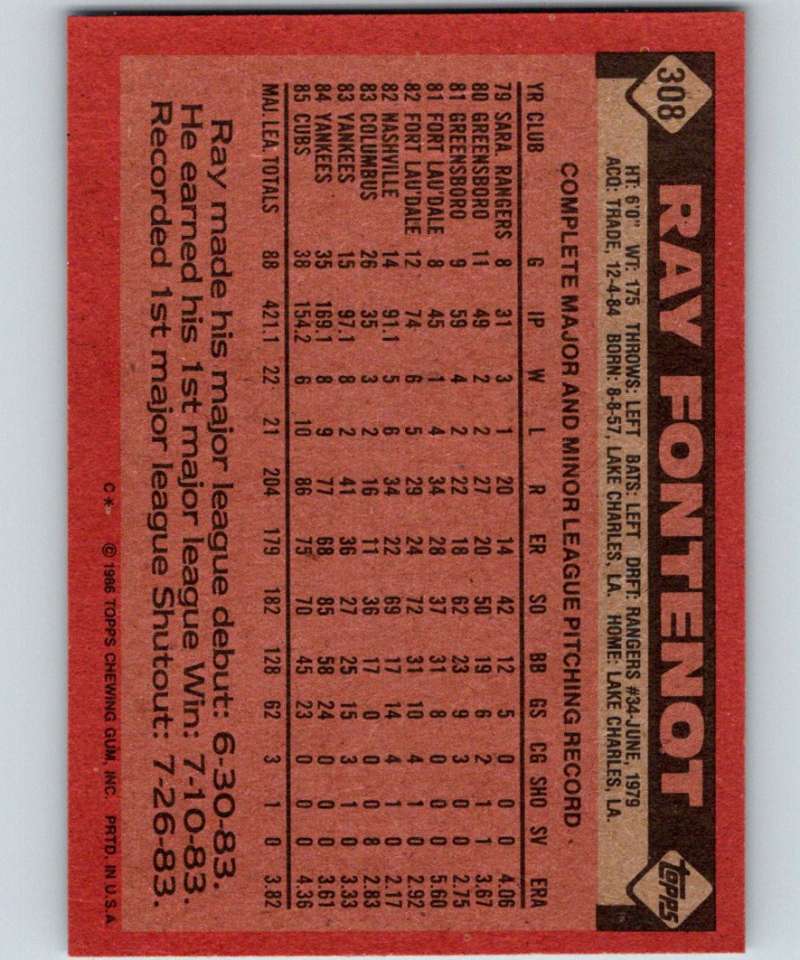 308
RAY FONTENOT
topps
HT: 6'0" WT: 175 THROWS: LEFT BATS: LEFT DRFT: RANGERS #34-JUNE, 1979
ACQ: TRADE, 12-4-84 BORN: 8-8-57, LAKE CHARLES, LA. HOME: LAKE CHARLES, LA.
COMPLETE MAJOR AND MINOR LEAGUE PITCHING RECORD
YR CLUB G IP W L R ER SO BB GS CG SHO SV ERA
79 SARA. RANGERS 8 31 3 1 20 14 42 12 5 0 0 0 4.06
80 GREENSBORO 11 49 2 2 27 20 50 19 6 2 1 1 3.67
81 GREENSBORO 9 59 4 2 22 18 62 23 9 3 0 0 2.75
81 FORT LAU'DALE 8 45 1 4 34 28 37 31 8 0 0 0 5.60
82 FORT LAU'DALE 12 74 6 5 29 24 72 31 10 4 1 0 2.92
82 NASHVILLE 14 91.1 5 6 34 22 69 17 14 4 1 0 2.17
83 COLUMBUS 26 35 3 2 16 11 36 17 0 0 0 8 2.83
83 YANKEES 15 97.1 8 2 41 36 27 25 15 3 1 0 3.33
84 YANKEES 35 169.1 8 9 77 68 85 58 24 0 0 0 3.61
85 CUBS 38 154.2 6 10 86 75 70 45 23 0 0 0 4.36
MAJ. LEA. TOTALS 88 421.1 22 21 204 179 182 128 62 3 1 0 3.82
Ray made his major league debut: 6-30-83.
He earned his 1st major league Win: 7-10-83.
Recorded 1st major league Shutout: 7-26-83.
C* © 1986 TOPPS CHEWING GUM, INC. PRTD. IN U.S.A.